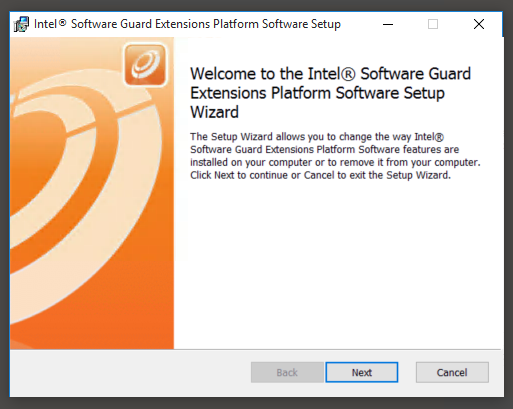 Intel® Software Guard Extensions Platform Software Setup
Welcome to the Intel® Software Guard
Extensions Platform Software Setup
Wizard
The Setup Wizard allows you to change the way Intel®
Software Guard Extensions Platform Software features are
installed on your computer or to remove it from your computer.
Click Next to continue or Cancel to exit the Setup Wizard.
Back
Next
Cancel